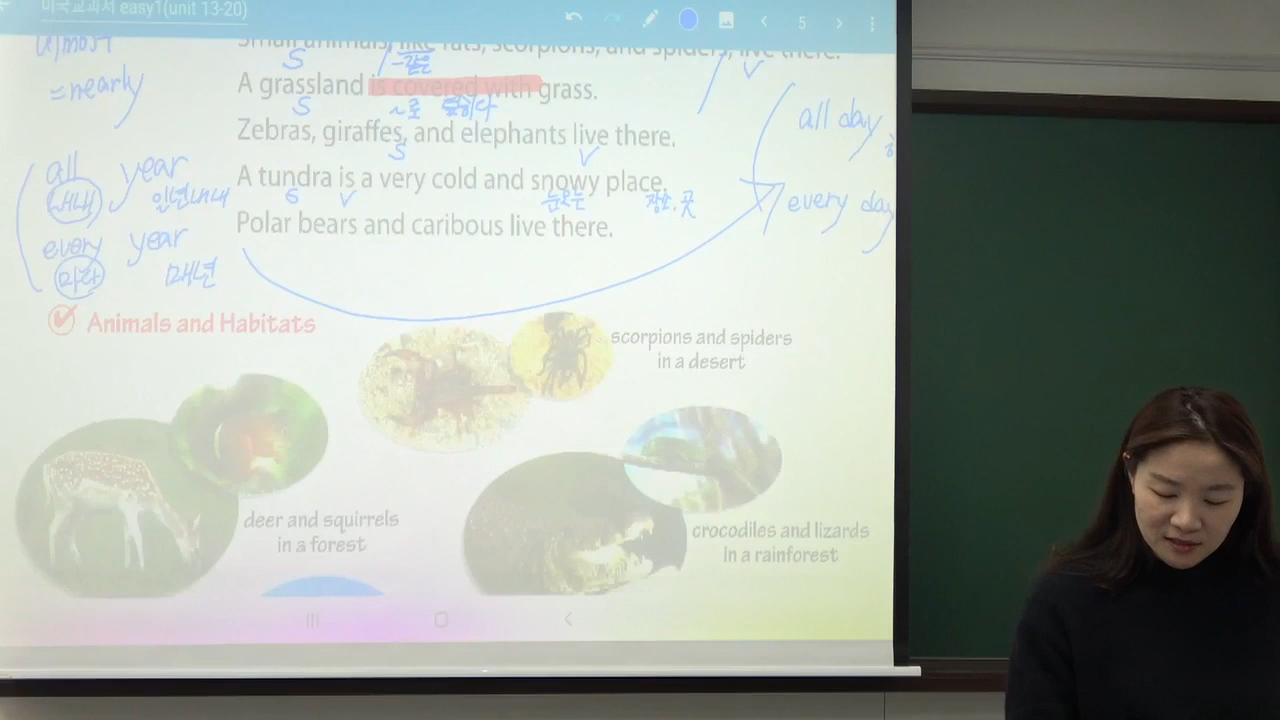 미국교과서 easy1(unit 13-20)
5
almost
=nearly
Small animals, like rats, scorpions, and spiders, live there.
S
~같은
V
A grassland is covered with grass.
S
~로 덮이다
Zebras, giraffes, and elephants live there.
S
V
A tundra is a very cold and snowy place.
S
V
눈오는
장소, 곳
Polar bears and caribous live there.
all year
내내
일년내내
every year
마다
매년
all day
every day
Animals and Habitats
scorpions and spiders
in a desert
deer and squirrels
in a forest
crocodiles and lizards
in a rainforest